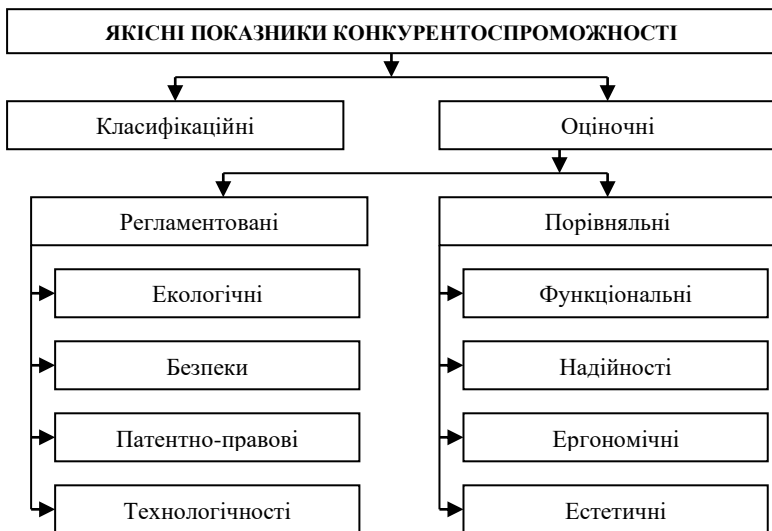 ЯКІСНІ ПОКАЗНИКИ КОНКУРЕНТОСПРОМОЖНОСТІ
Класифікаційні
Оціночні
Регламентовані
Порівняльні
Екологічні
Функціональні
Безпеки
Надійності
Патентно-правові
Ергономічні
Технологічності
Естетичні